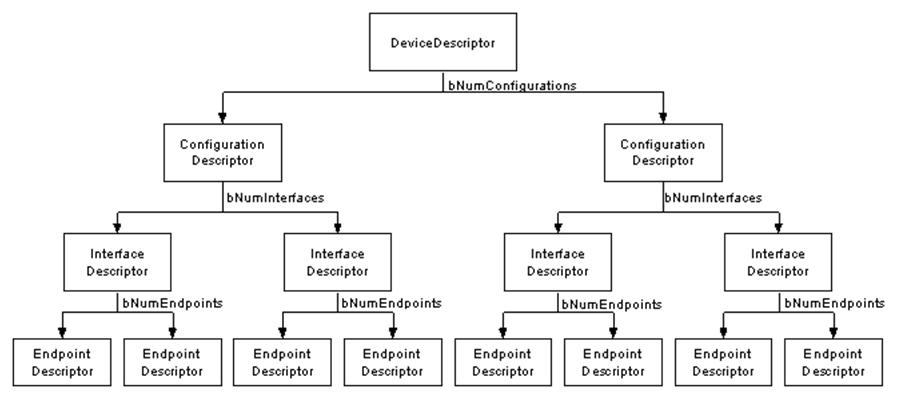 DeviceDescriptor
bNumConfigurations
Configuration
Descriptor
Configuration
Descriptor
bNumInterfaces
bNumInterfaces
Interface
Descriptor
Interface
Descriptor
Interface
Descriptor
Interface
Descriptor
bNumEndpoints
bNumEndpoints
bNumEndpoints
bNumEndpoints
Endpoint
Descriptor
Endpoint
Descriptor
Endpoint
Descriptor
Endpoint
Descriptor
Endpoint
Descriptor
Endpoint
Descriptor
Endpoint
Descriptor
Endpoint
Descriptor